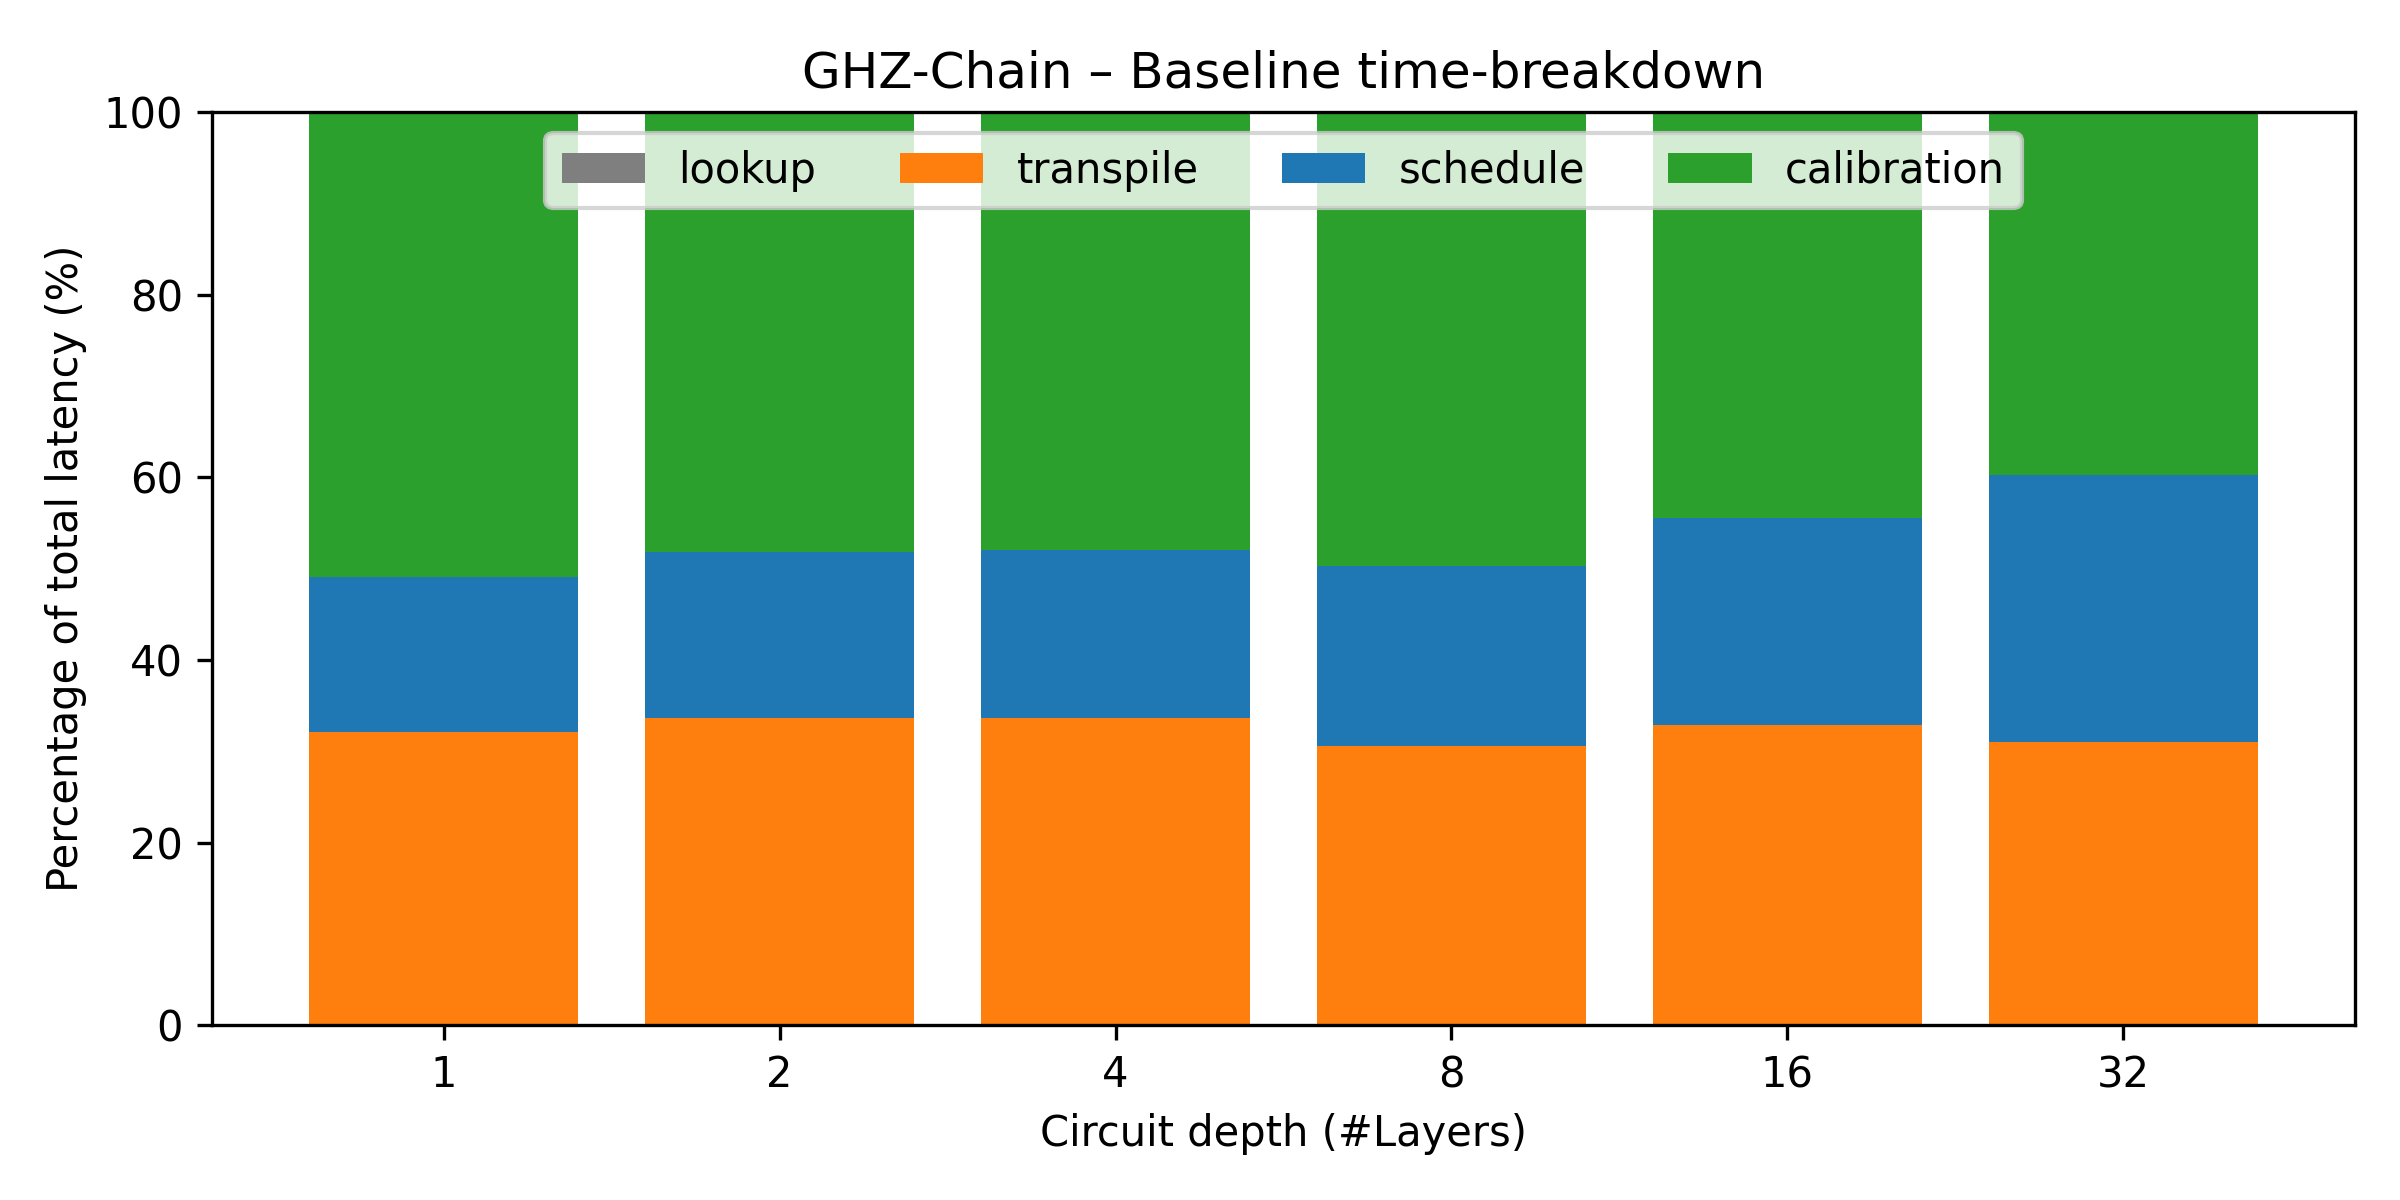 GHZ-Chain – Baseline time-breakdown
lookup transpile schedule calibration
Percentage of total latency (%)
100
80
60
40
20
0
1 2 4 8 16 32
Circuit depth (#Layers)